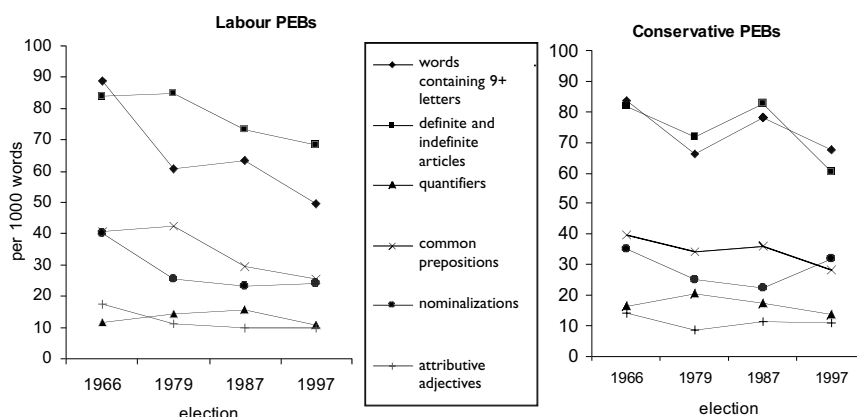 Labour PEBs
100
90
80
70
60
50
40
30
20
10
0
per 1000 words
1966 1979 1987 1997
election
words
containing 9+
letters
definite and
indefinite
articles
quantifiers
common
prepositions
nominalizations
attributive
adjectives
Conservative PEBs
100
90
80
70
60
50
40
30
20
10
0
1966 1979 1987 1997
election